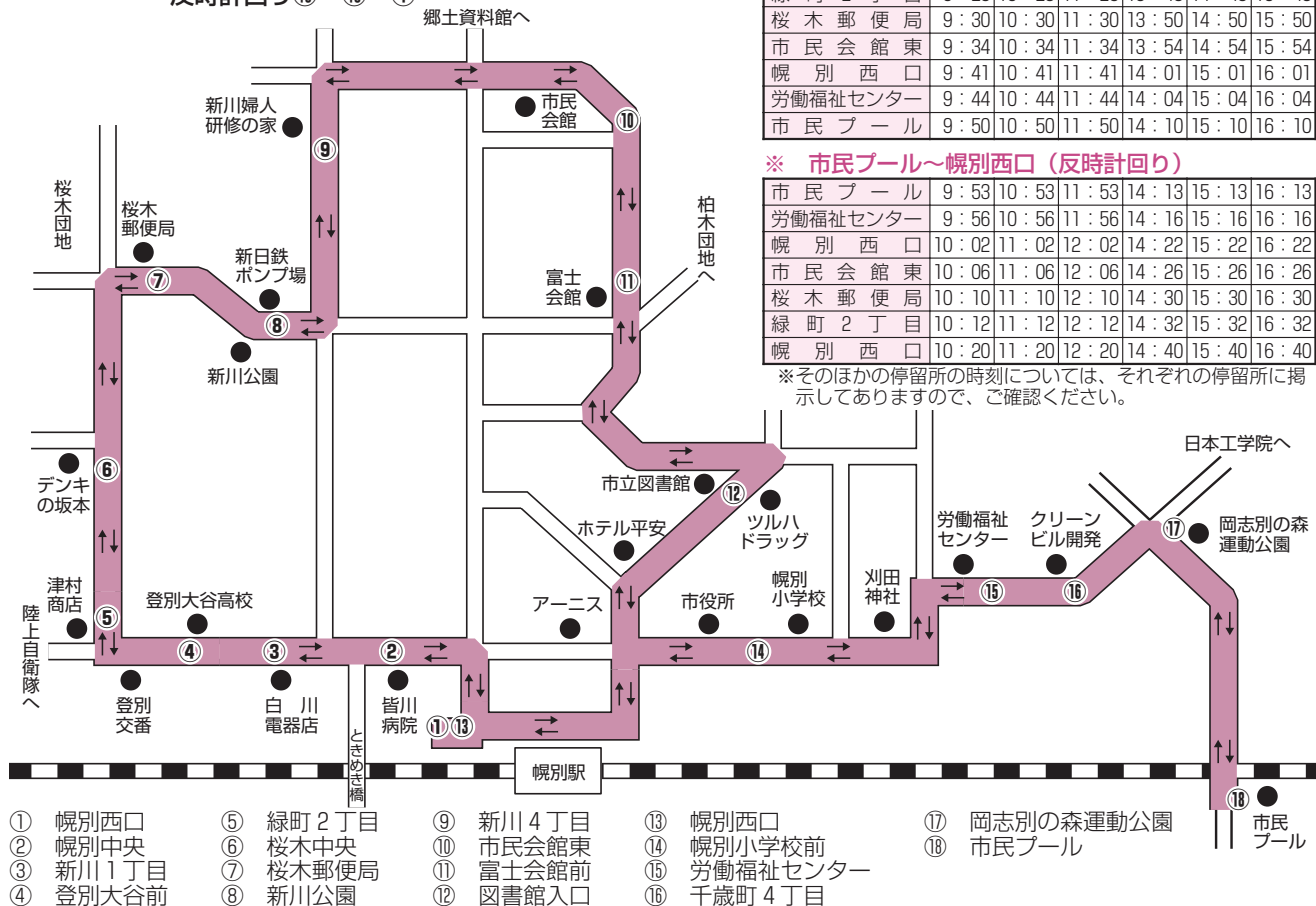 郷土資料館へ
桜木郵便局 9:30 10:30 11:30 13:50 14:50 15:50
市民会館東 9:34 10:34 11:34 13:54 14:54 15:54
幌別西口 9:41 10:41 11:41 14:01 15:01 16:01
労働福祉センター 9:44 10:44 11:44 14:04 15:04 16:04
市民プール 9:50 10:50 11:50 14:10 15:10 16:10
※ 市民プール～幌別西口（反時計回り）
市民プール 9:53 10:53 11:53 14:13 15:13 16:13
労働福祉センター 9:56 10:56 11:56 14:16 15:16 16:16
幌別西口 10:02 11:02 12:02 14:22 15:22 16:22
市民会館東 10:06 11:06 12:06 14:26 15:26 16:26
桜木郵便局 10:10 11:10 12:10 14:30 15:30 16:30
緑町2丁目 10:12 11:12 12:12 14:32 15:32 16:32
幌別西口 10:20 11:20 12:20 14:40 15:40 16:40
※そのほかの停留所の時刻については、それぞれの停留所に掲
示してありますので、ご確認ください。
新川婦人
研修の家
⑨
市民
会館
⑩
桜木団地
桜木
郵便局
⑦
新日鉄
ポンプ場
⑧
新川公園
柏木団地へ
富士
会館
⑪
⑥
デンキ
の坂本
市立図書館
⑫
ツルハ
ドラッグ
ホテル平安
日本工学院へ
労働福祉
センター
⑮
クリーン
ビル開発
⑯
⑰
岡志別の森
運動公園
津村
商店
⑤
陸上自衛隊へ
登別大谷高校
④
③
②
アーニス
市役所
幌別
小学校
⑭
刈田
神社
登別
交番
白川
電器店
ときめき橋
皆川
病院
①⑬
幌別駅
⑱
市民
プール
① 幌別西口
② 幌別中央
③ 新川1丁目
④ 登別大谷前
⑤ 緑町2丁目
⑥ 桜木中央
⑦ 桜木郵便局
⑧ 新川公園
⑨ 新川4丁目
⑩ 市民会館東
⑪ 富士会館前
⑫ 図書館入口
⑬ 幌別西口
⑭ 幌別小学校前
⑮ 労働福祉センター
⑯ 千歳町4丁目
⑰ 岡志別の森運動公園
⑱ 市民プール